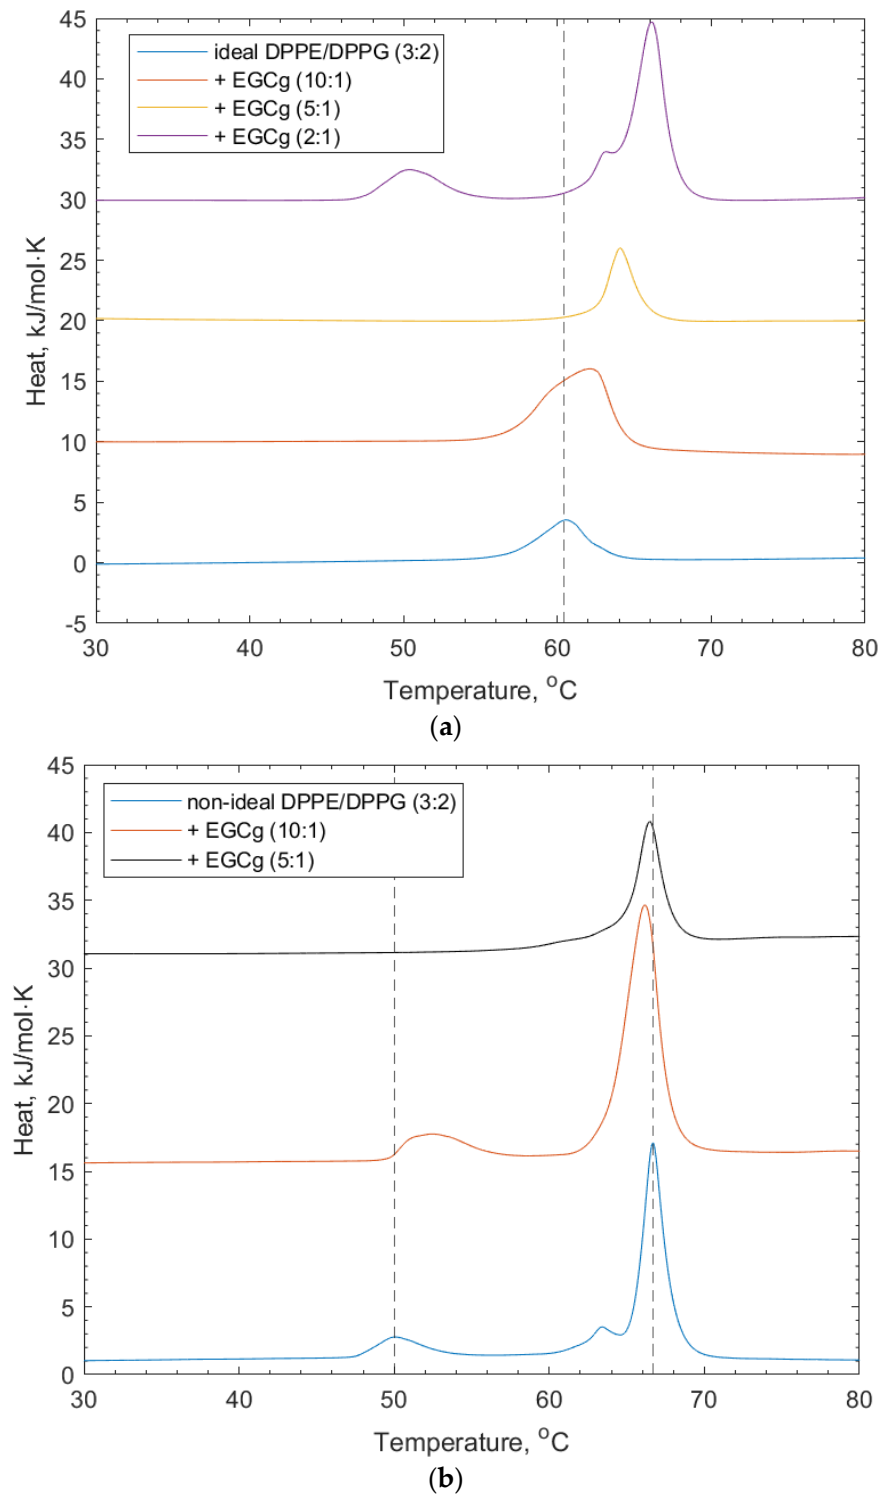 45
40
35
30
25
20
15
10
5
0
-5
ideal DPPE/DPPG (3:2)
+ EGCg (10:1)
+ EGCg (5:1)
+ EGCg (2:1)
Heat, kJ/mol·K
30 40 50 60 70 80
Temperature, °C
(a)
45
40
35
30
25
20
15
10
5
0
non-ideal DPPE/DPPG (3:2)
+ EGCg (10:1)
+ EGCg (5:1)
Heat, kJ/mol·K
30 40 50 60 70 80
Temperature, °C
(b)